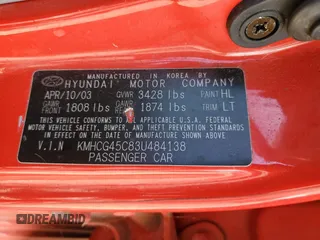 MANUFACTURED IN KOREA BY
HYUNDAI MOTOR COMPANY
APR/10/03 GVWR 3428 lbs PAINT HL
GAWR FRONT 1808 lbs GAWR REAR 1874 lbs TRIM LT
THIS VEHICLE CONFORMS TO ALL APPLICABLE U.S.A FEDERAL
MOTOR VEHICLE SAFETY, BUMPER, AND THEFT PREVENTION
STANDARDS IN EFFECT ON THE DATE OF MANUFACTURE
SHOWN ABOVE
V.I.N KMHCG45C83U484138
PASSENGER CAR
DREAMBID